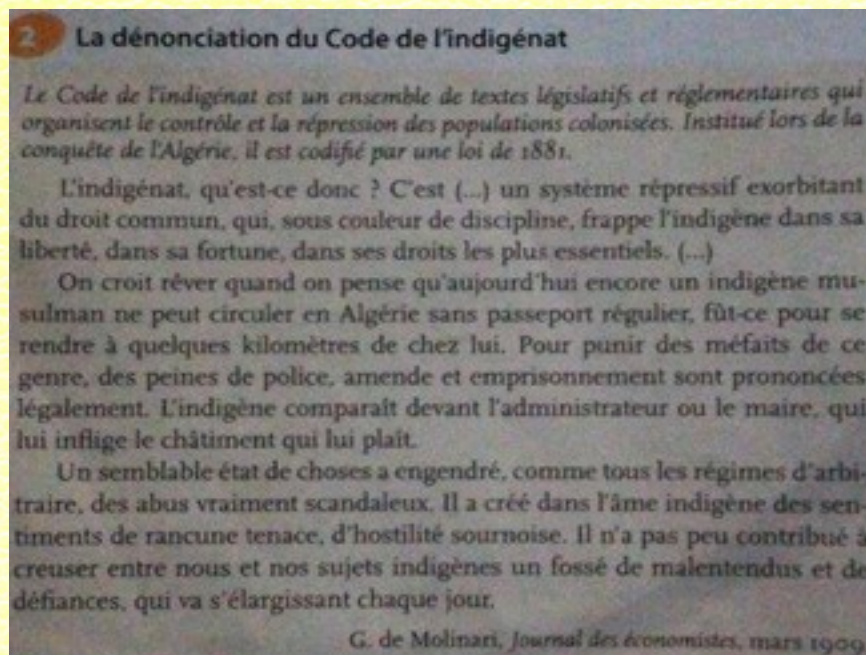 2 La dénonciation du Code de l'indigénat
Le Code de l'indigénat est un ensemble de textes législatifs et réglementaires qui
organisent le contrôle et la répression des populations colonisées. Institué lors de la
conquête de l'Algérie, il est codifié par une loi de 1881.
L'indigénat, qu'est-ce donc ? C'est (...) un système répressif exorbitant
du droit commun, qui, sous couleur de discipline, frappe l'indigène dans sa
liberté, dans sa fortune, dans ses droits les plus essentiels. (...)
On croit rêver quand on pense qu'aujourd'hui encore un indigène mu-
sulman ne peut circuler en Algérie sans passeport régulier, fût-ce pour se
rendre à quelques kilomètres de chez lui. Pour punir des méfaits de ce
genre, des peines de police, amende et emprisonnement sont prononcées
légalement. L'indigène comparaît devant l'administrateur ou le maire, qui
lui inflige le châtiment qui lui plaît.
Un semblable état de choses a engendré, comme tous les régimes d'arbi-
traire, des abus vraiment scandaleux. Il a créé dans l'âme indigène des sen-
timents de rancune tenace, d'hostilité sournoise. Il n'a pas peu contribué à
creuser entre nous et nos sujets indigènes un fossé de malentendus et de
défiances, qui va s'élargissant chaque jour.
G. de Molinari, Journal des économistes, mars 1909